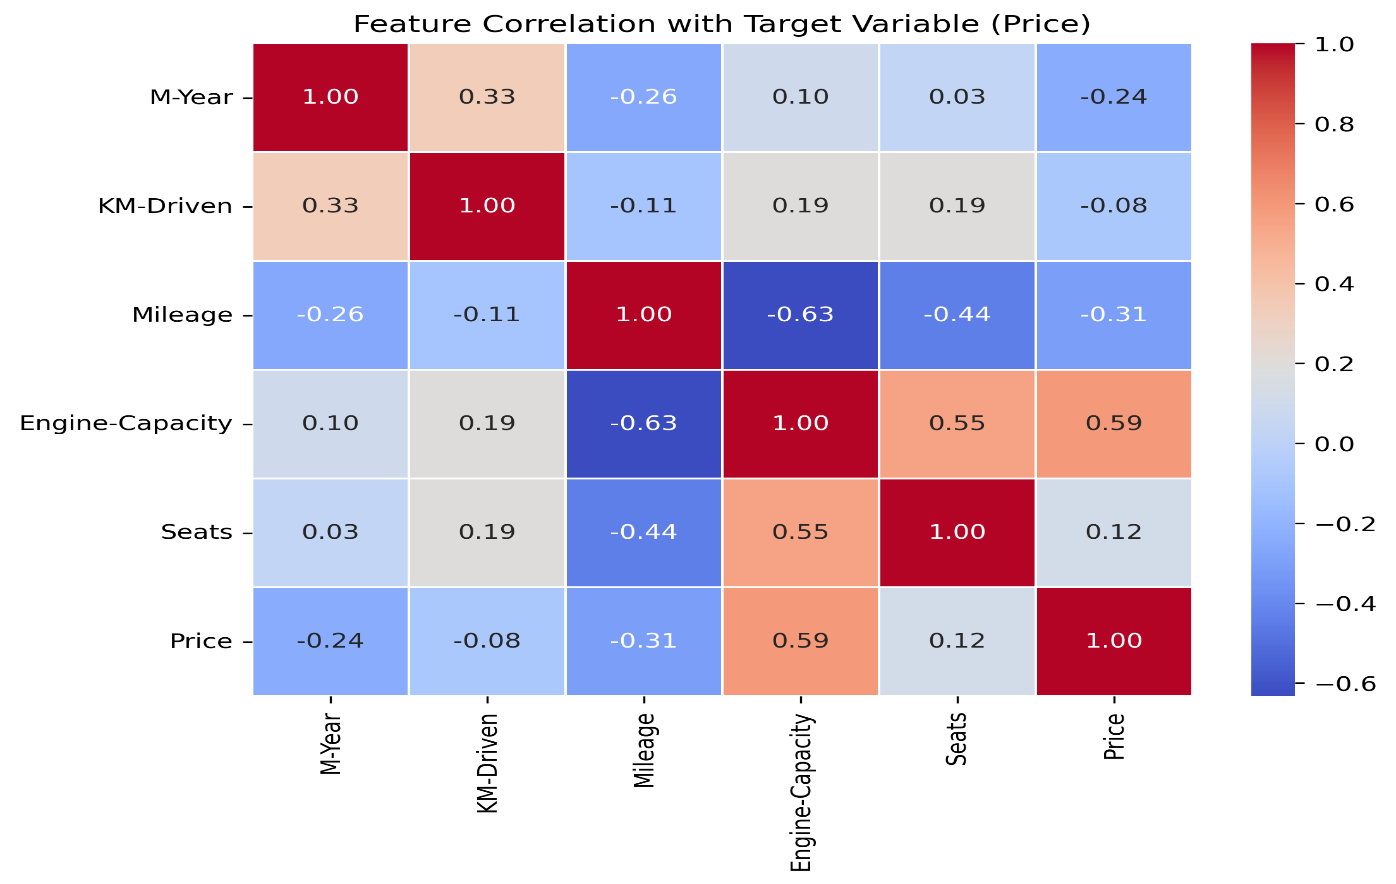 Feature Correlation with Target Variable (Price)
M-Year 1.00 0.33 -0.26 0.10 0.03 -0.24
KM-Driven 0.33 1.00 -0.11 0.19 0.19 -0.08
Mileage -0.26 -0.11 1.00 -0.63 -0.44 -0.31
Engine-Capacity 0.10 0.19 -0.63 1.00 0.55 0.59
Seats 0.03 0.19 -0.44 0.55 1.00 0.12
Price -0.24 -0.08 -0.31 0.59 0.12 1.00
M-Year
KM-Driven
Mileage
Engine-Capacity
Seats
Price
1.0
0.8
0.6
0.4
0.2
0.0
−0.2
−0.4
−0.6